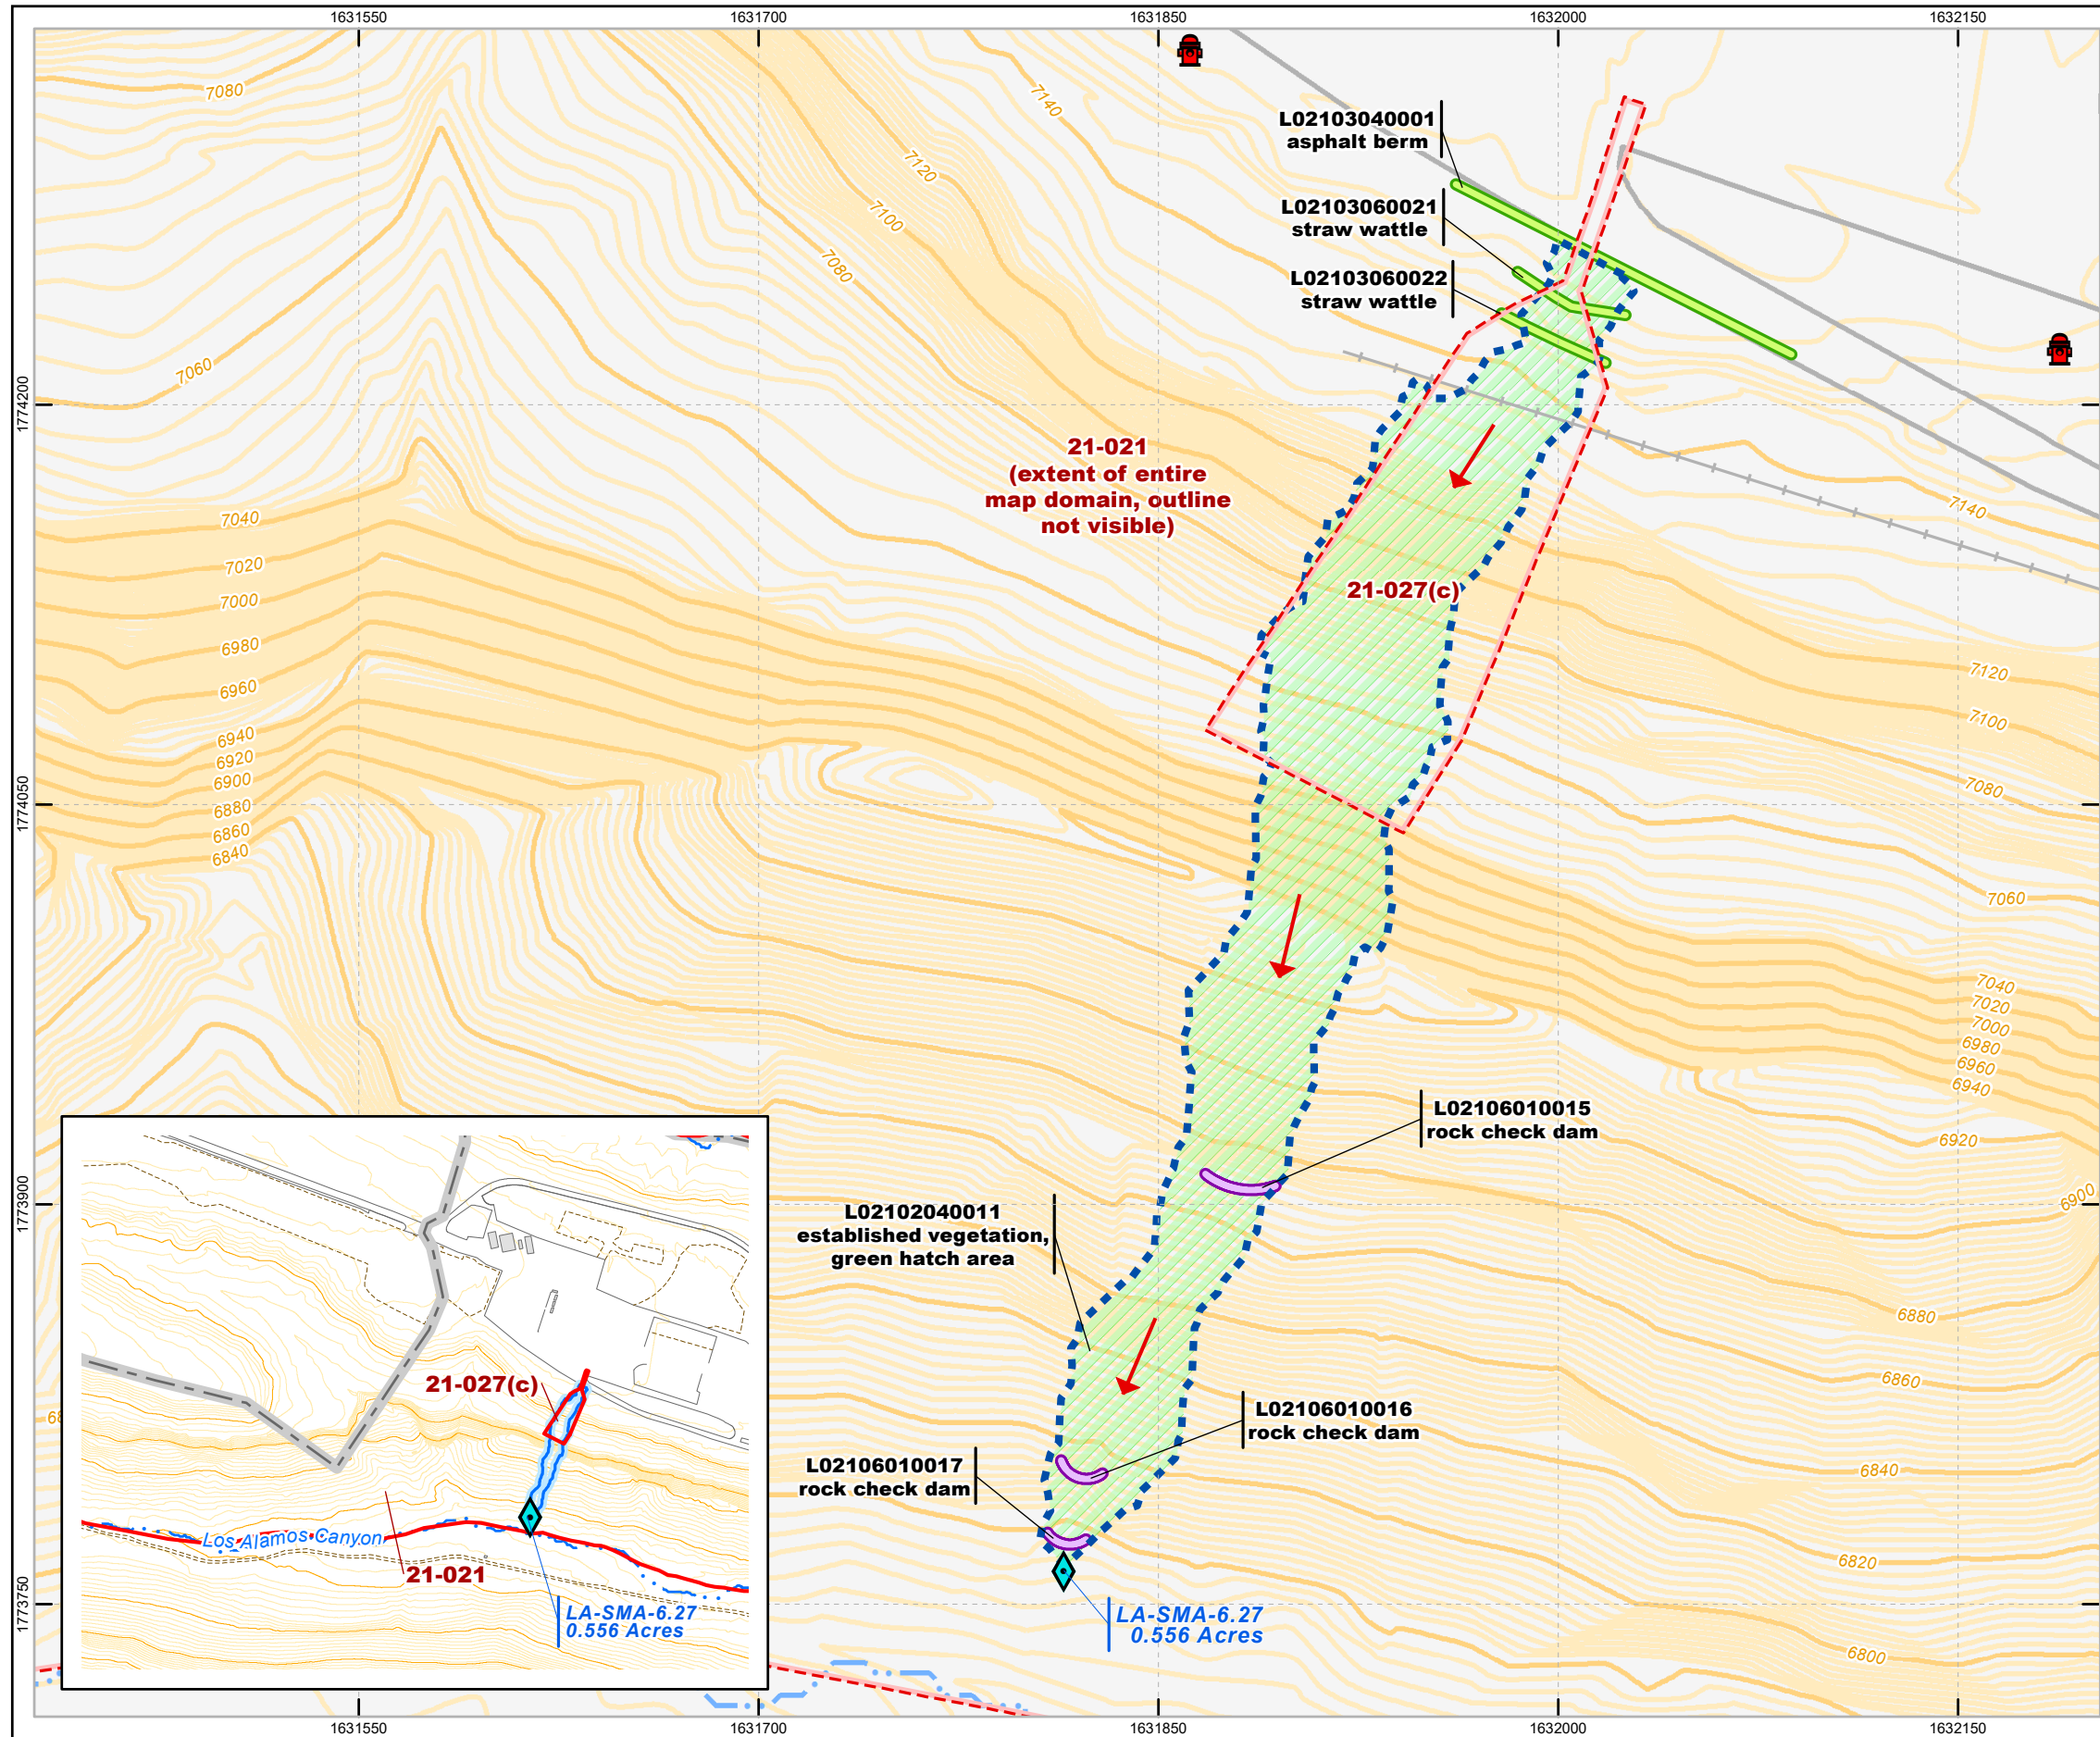 1631550
1631700
1631850
1632000
1632150
7080
7140
7120
7100
7080
7060
L02103040001
asphalt berm
L02103060021
straw wattle
L02103060022
straw wattle
1774200
21-021
(extent of entire
map domain, outline
not visible)
7040
7020
7000
6980
6960
6940
6920
6900
6880
6860
6840
21-027(c)
7140
7120
7100
7080
7060
7040
7020
7000
6980
6960
6940
6920
6900
6880
6860
6840
6820
6800
1774050
1773900
1773750
L02106010015
rock check dam
L02102040011
established vegetation,
green hatch area
L02106010016
rock check dam
L02106010017
rock check dam
LA-SMA-6.27
0.556 Acres
21-027(c)
Los Alamos Canyon
21-021
LA-SMA-6.27
0.556 Acres
1631550
1631700
1631850
1632000
1632150